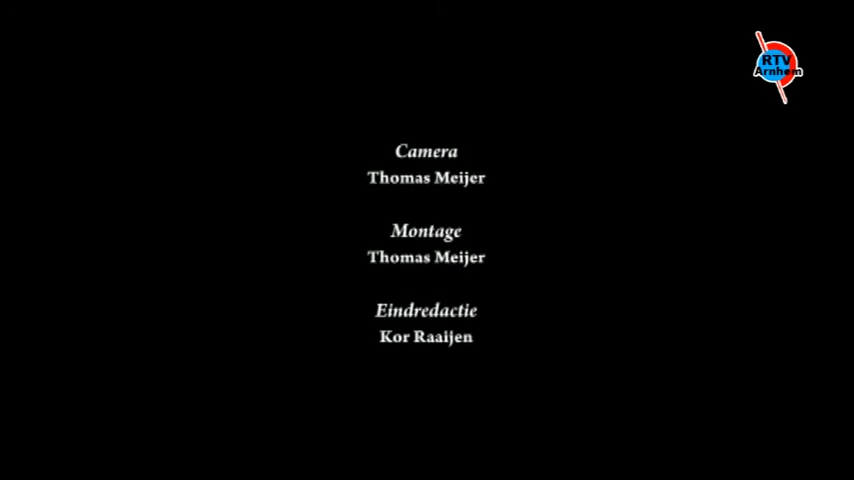 RTV
Arnhem
Camera
Thomas Meijer
Montage
Thomas Meijer
Eindredactie
Kor Raaijen